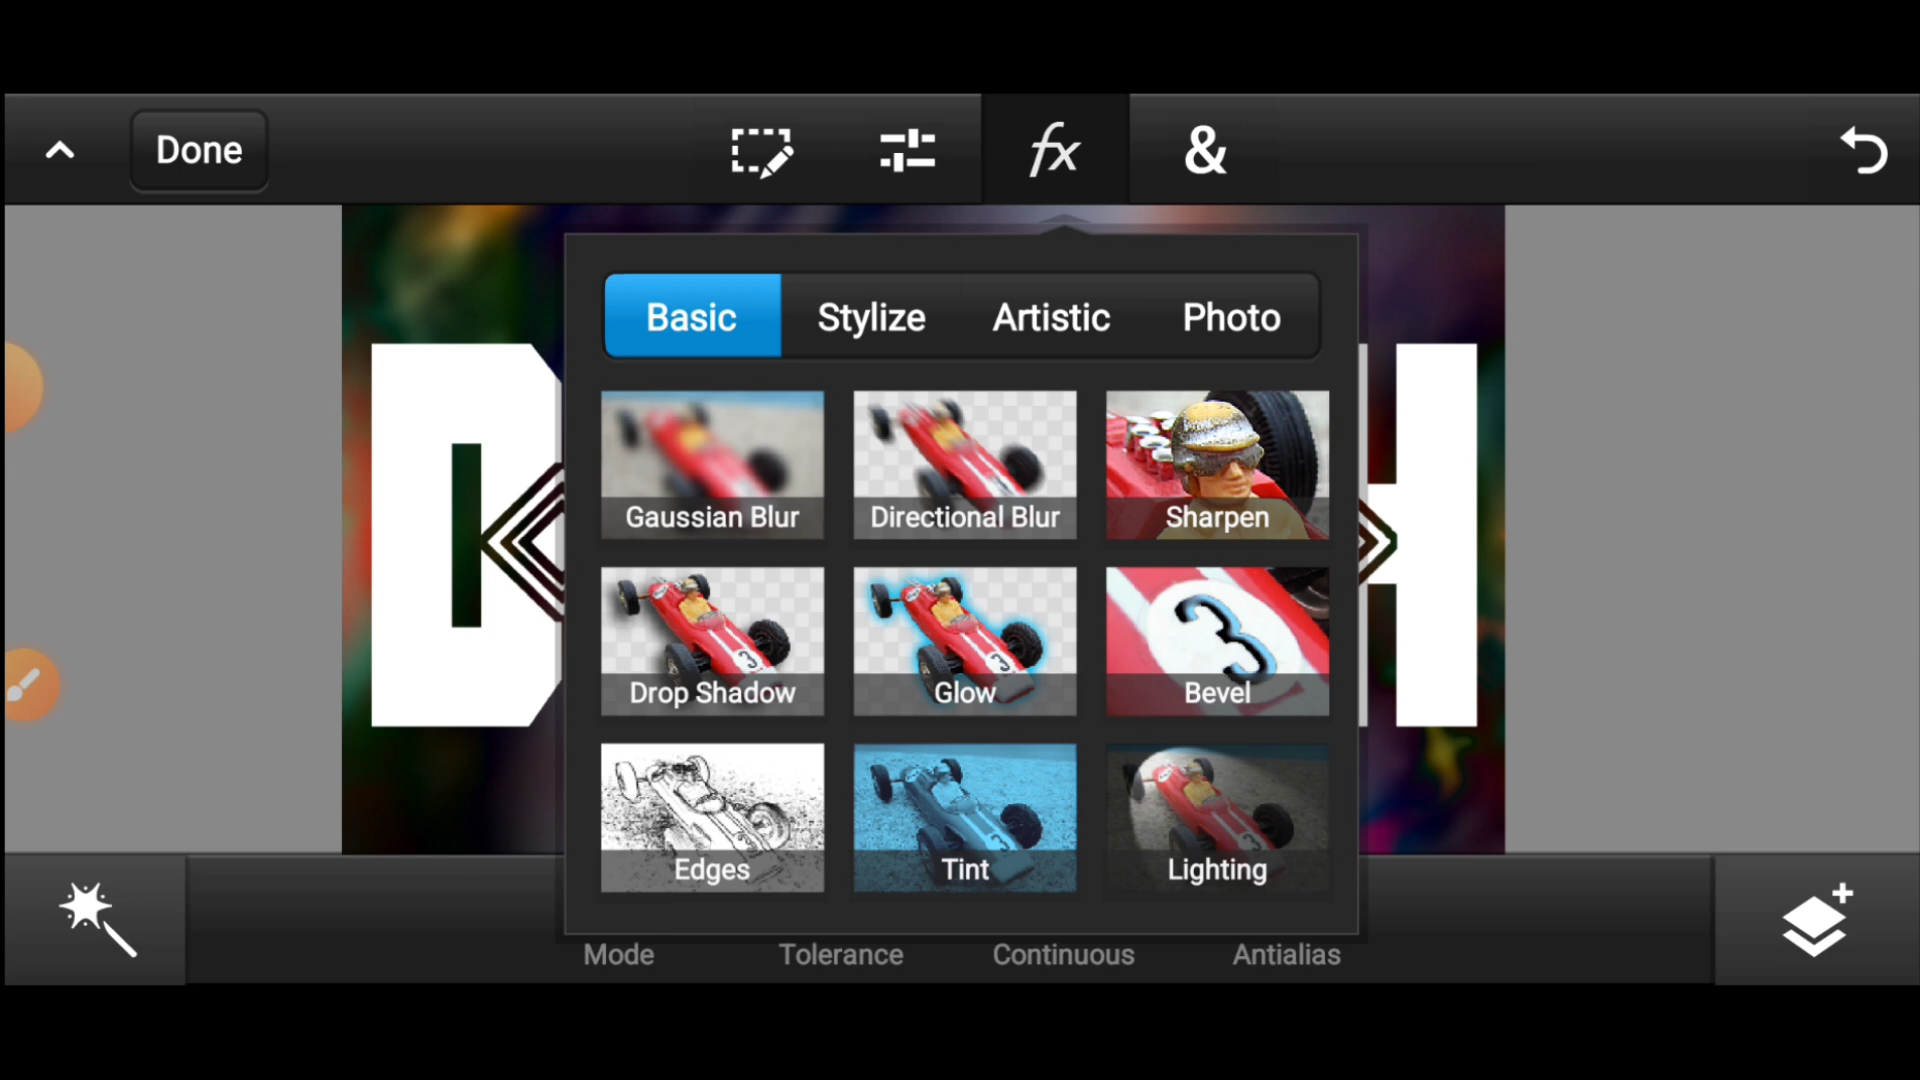 Done
fx
&
Basic Stylize Artistic Photo
Gaussian Blur Directional Blur Sharpen
Drop Shadow Glow Bevel
Edges Tint Lighting
Mode Tolerance Continuous Antialias